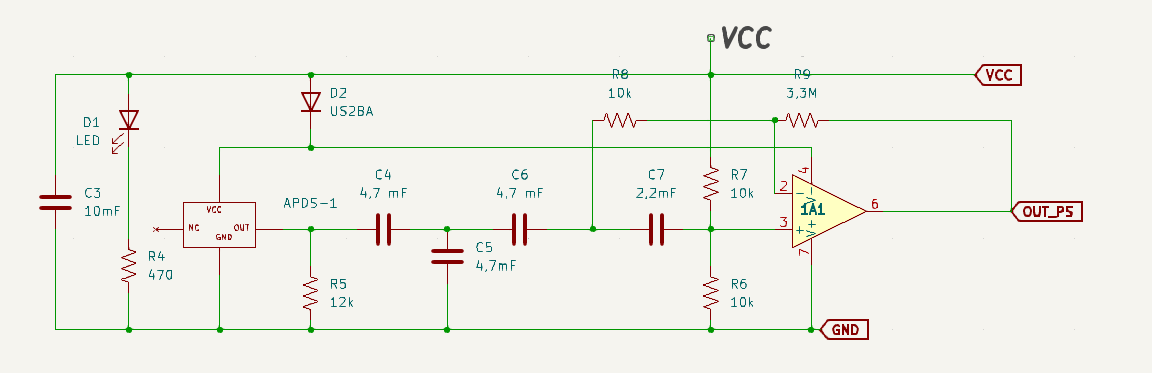 VCC
VCC
R8
10k
R9
3,3M
D1
LED
D2
US2BA
C3
10mF
VCC
NC
OUT
GND
APDS-1
C4
4,7 mF
C6
4,7 mF
C7
2,2mF
R7
10k
4
2
-
V-
1A1
6
OUT_P5
3
+
V+
7
C5
4,7mF
R4
470
R5
12k
R6
10k
GND